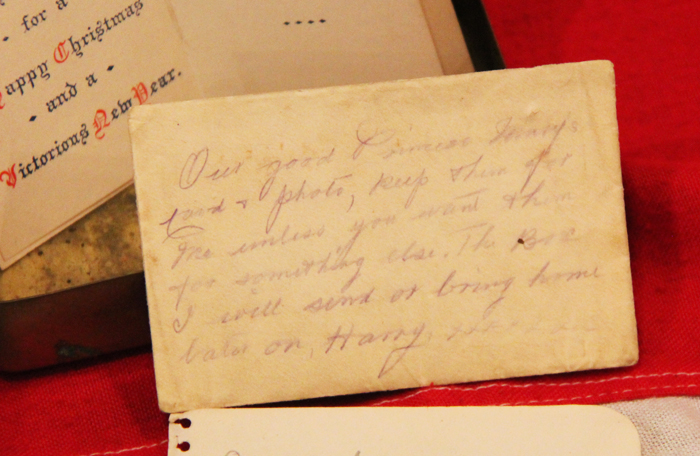 for a
Happy Christmas
and a
Victorious New Year.
Our good Princess Mary's
card & photo, keep them for
me unless you want them
for something else. The Box
I will send or bring home
later on, Harry, xxxx